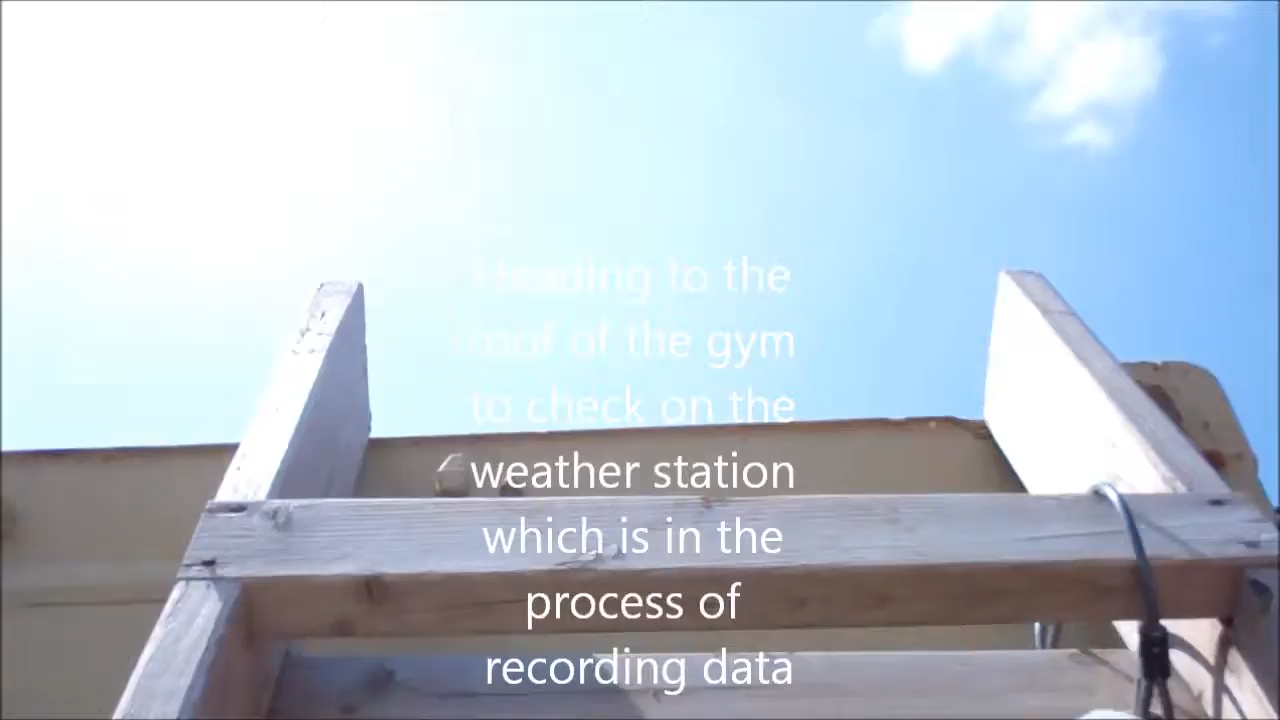 Heading to the
roof of the gym
to check on the
weather station
which is in the
process of
recording data